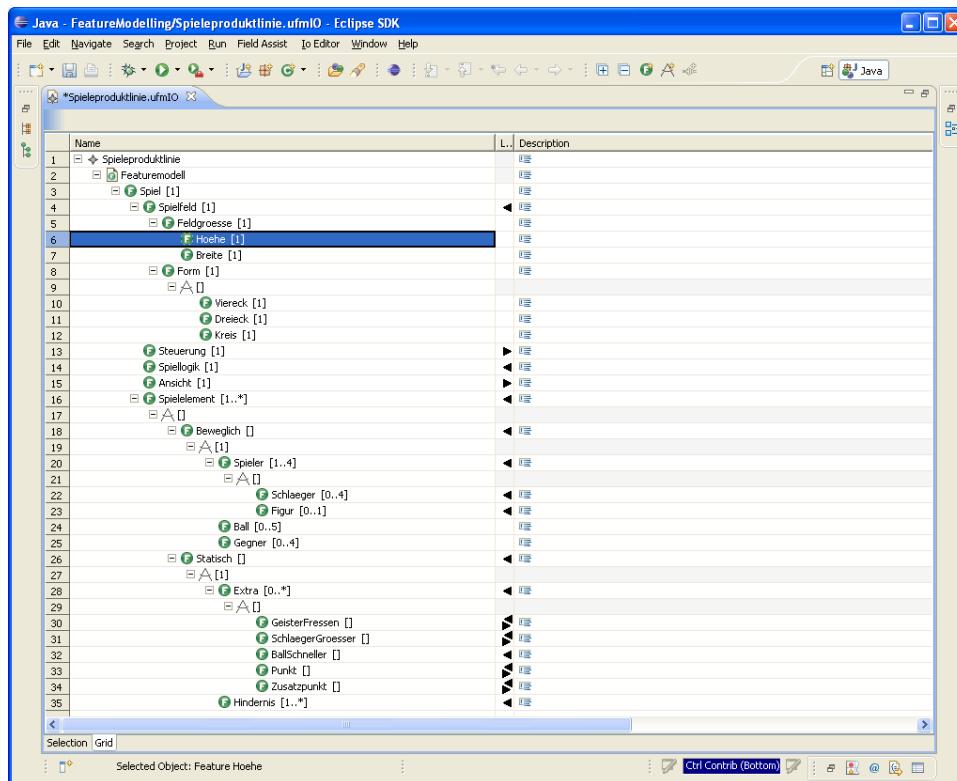 Java - FeatureModelling/Spieleproduktlinie.ufmIO - Eclipse SDK
File Edit Navigate Search Project Run Field Assist Io Editor Window Help
Java
*Spieleproduktlinie.ufmIO
Name L.. Description
1 Spieleproduktlinie
2 Featuremodell
3 Spiel [1]
4 Spielfeld [1]
5 Feldgroesse [1]
6 Hoehe [1]
7 Breite [1]
8 Form [1]
9 []
10 Viereck [1]
11 Dreieck [1]
12 Kreis [1]
13 Steuerung [1]
14 Spiellogik [1]
15 Ansicht [1]
16 Spielelement [1..*]
17 []
18 Beweglich []
19 [1]
20 Spieler [1..4]
21 []
22 Schlaeger [0..4]
23 Figur [0..1]
24 Ball [0..5]
25 Gegner [0..4]
26 Statisch []
27 [1]
28 Extra [0..*]
29 []
30 GeisterFressen []
31 SchlaegerGroesser []
32 BallSchneller []
33 Punkt []
34 Zusatzpunkt []
35 Hindernis [1..*]
Selection Grid
Selected Object: Feature Hoehe Ctrl Contrib (Bottom)